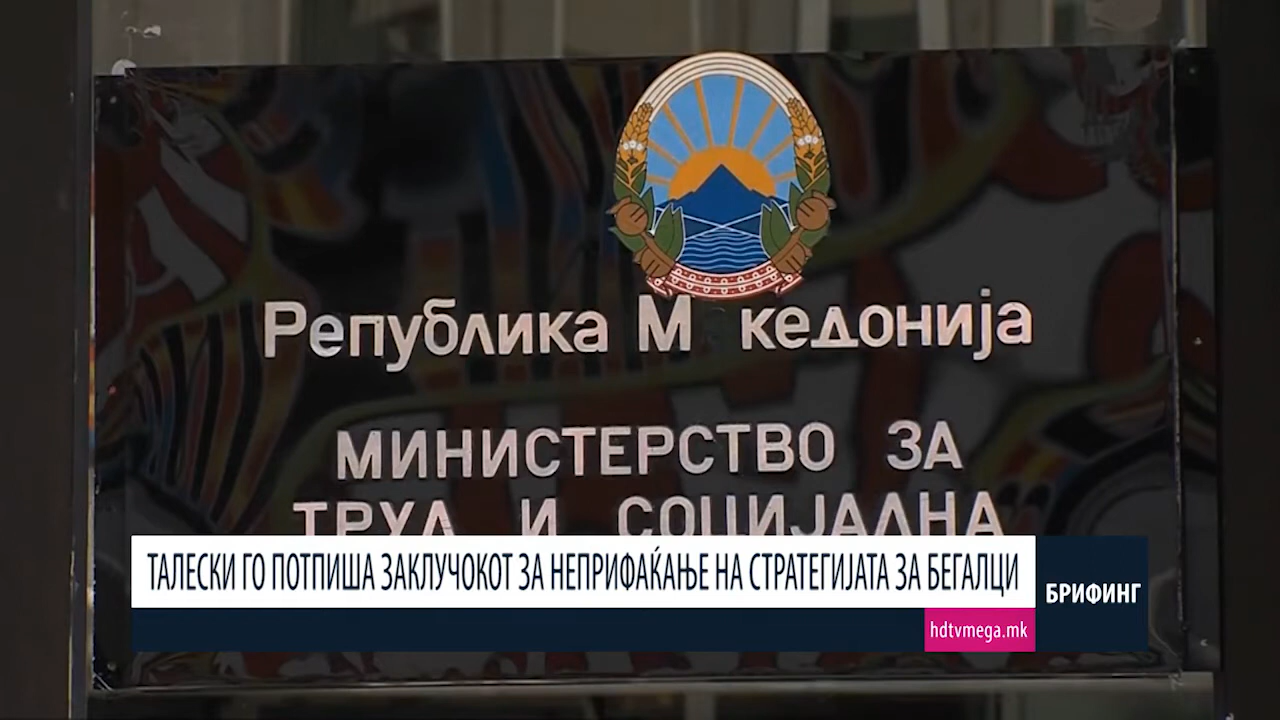 Република М кедонија
МИНИСТЕРСТВО ЗА
ТРУД И СОЦИЈАЛНА
ТАЛЕСКИ ГО ПОТПИША ЗАКЛУЧОКОТ ЗА НЕПРИФАЌАЊЕ НА СТРАТЕГИЈАТА ЗА БЕГАЛЦИ
БРИФИНГ
hdtvmega.mk